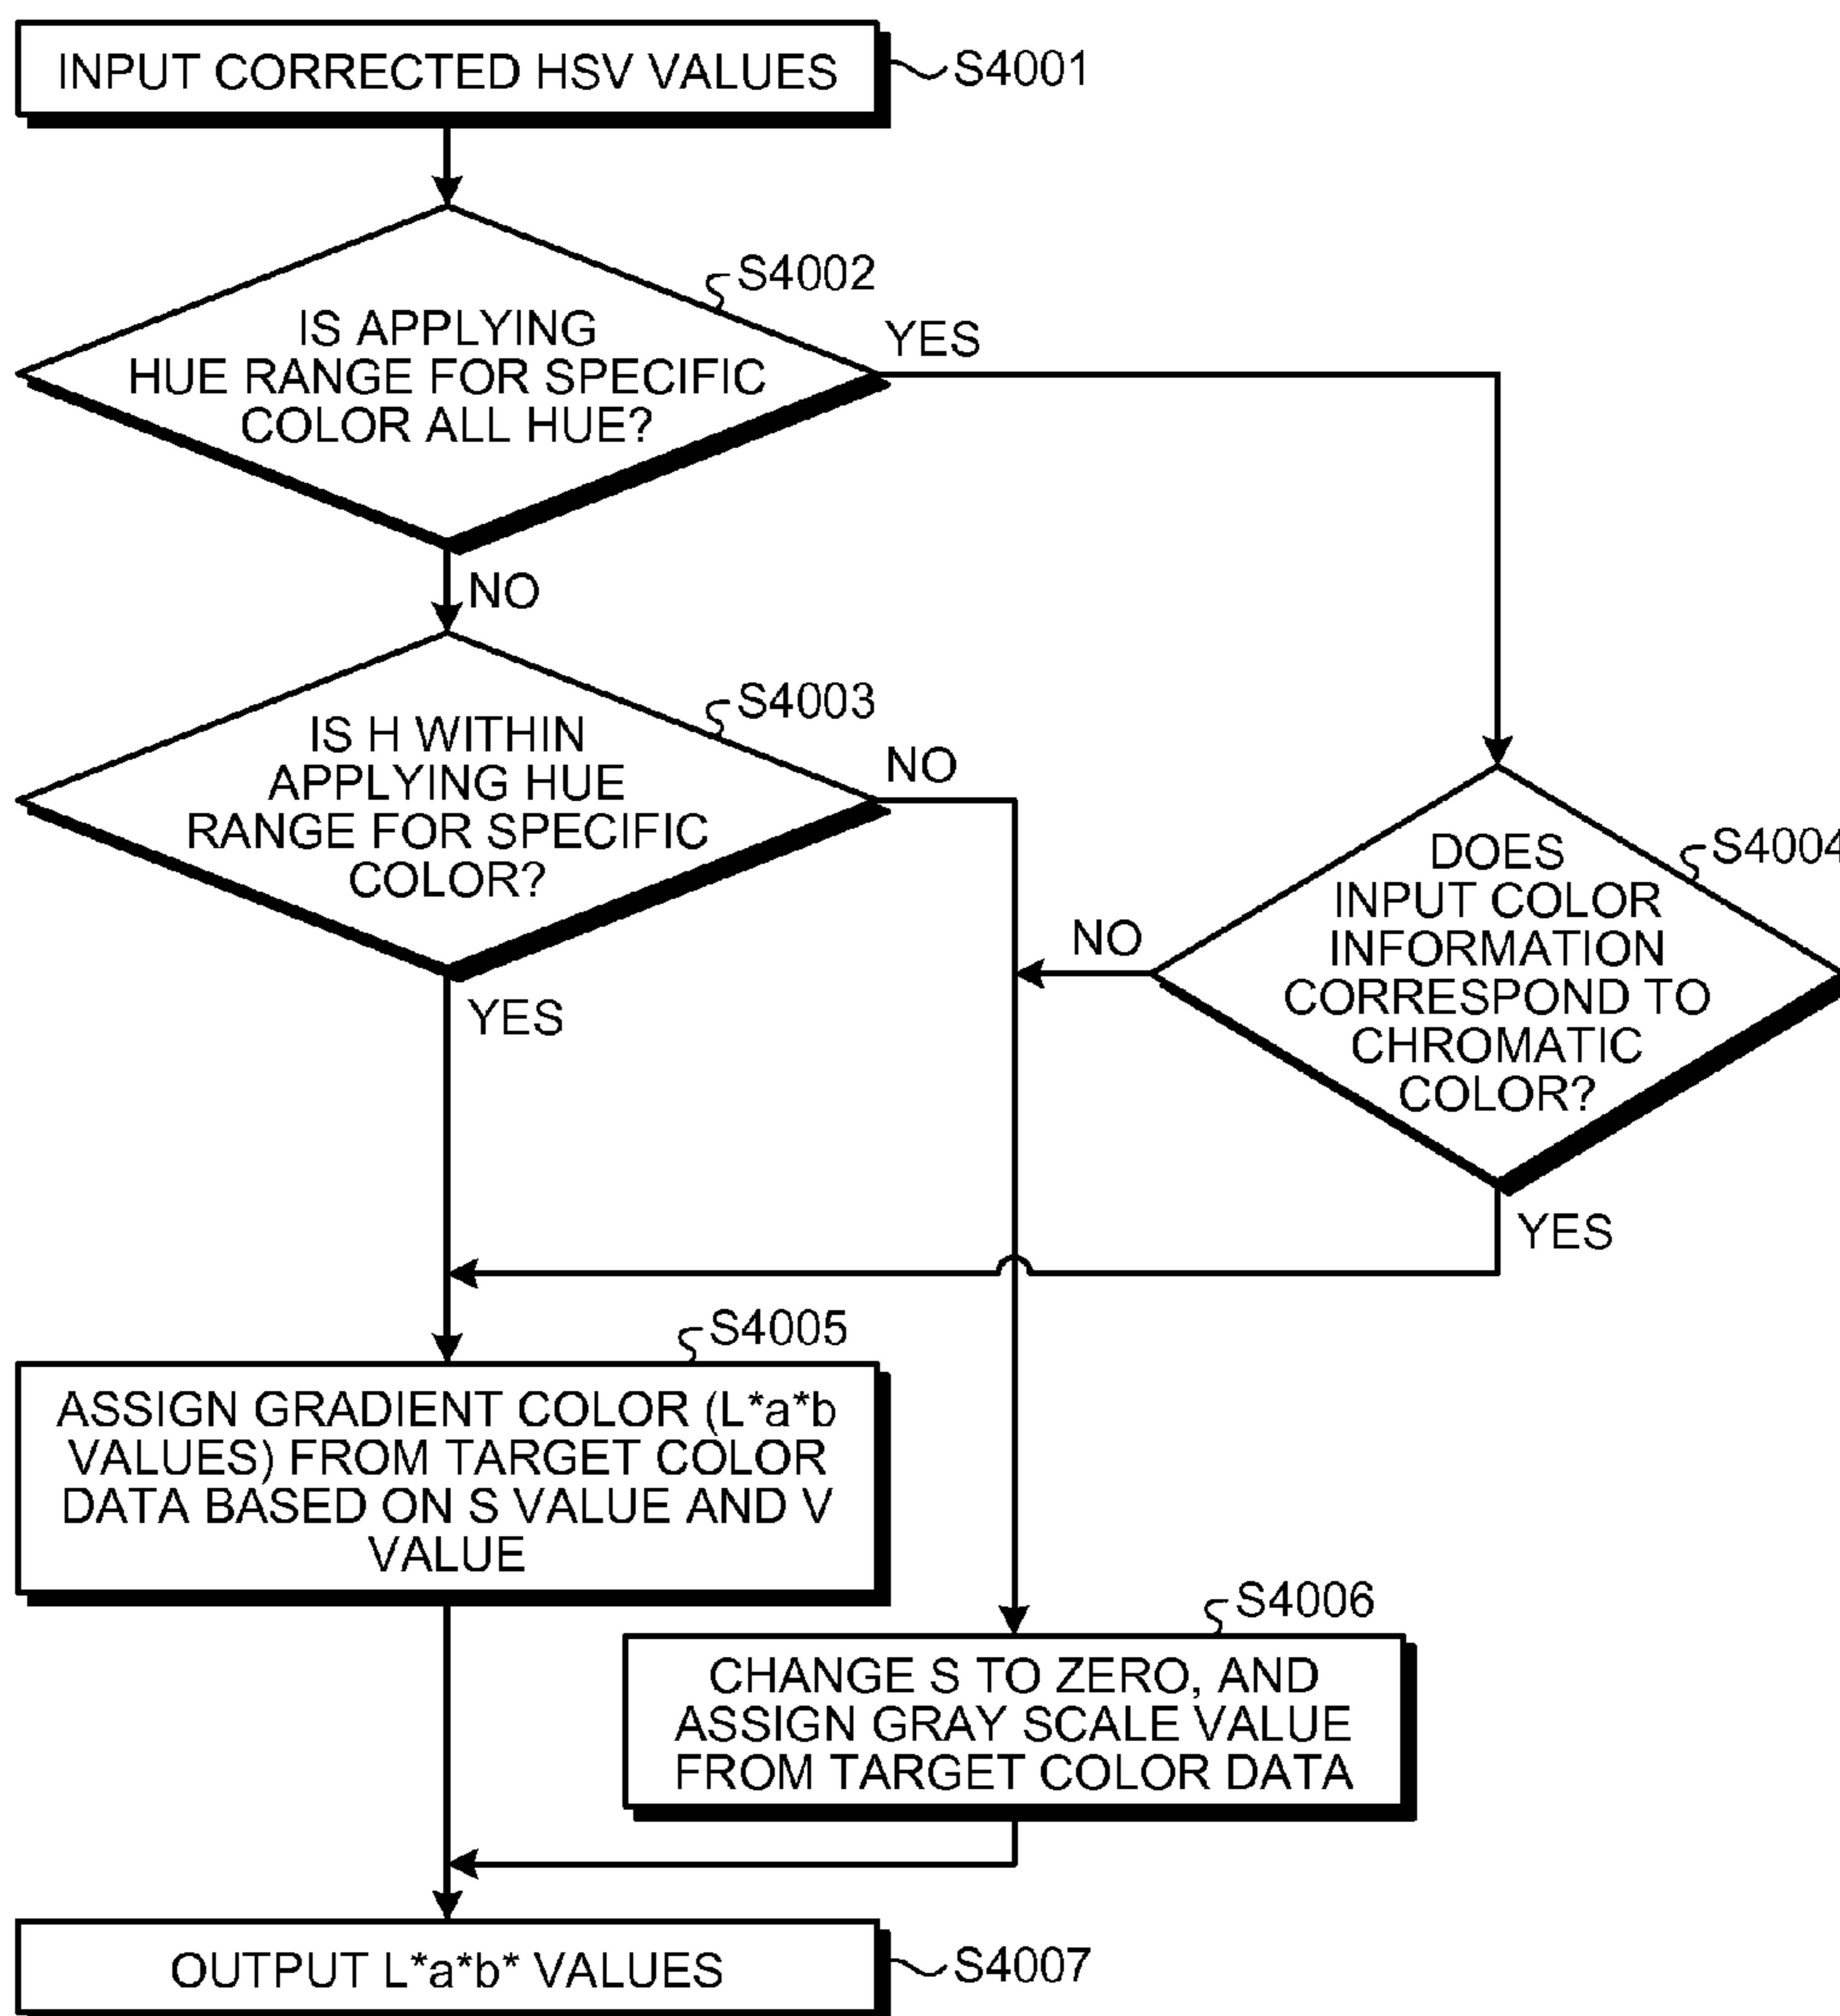 INPUT CORRECTED HSV VALUES
S4001
S4002
IS APPLYING
HUE RANGE FOR SPECIFIC
COLOR ALL HUE?
YES
NO
S4003
IS H WITHIN
APPLYING HUE
RANGE FOR SPECIFIC
COLOR?
NO
YES
S4004
DOES
INPUT COLOR
INFORMATION
CORRESPOND TO
CHROMATIC
COLOR?
NO
YES
S4005
ASSIGN GRADIENT COLOR (L*a*b
VALUES) FROM TARGET COLOR
DATA BASED ON S VALUE AND V
VALUE
S4006
CHANGE S TO ZERO, AND
ASSIGN GRAY SCALE VALUE
FROM TARGET COLOR DATA
OUTPUT L*a*b* VALUES
S4007